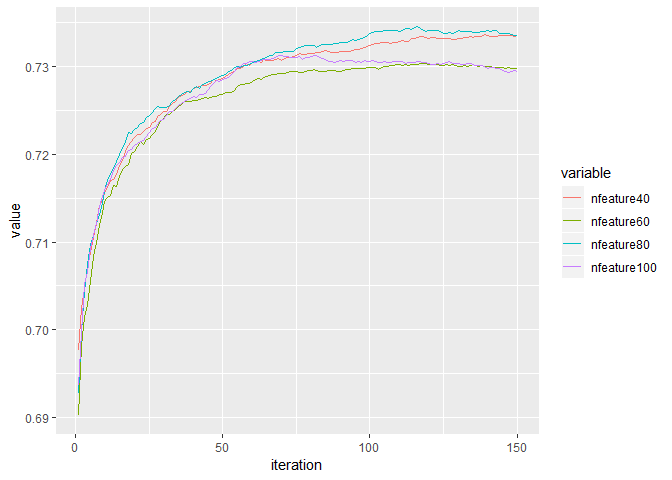 0.73
0.72
0.71
0.70
0.69
value
0
50
100
150
iteration
variable
nfeature40
nfeature60
nfeature80
nfeature100